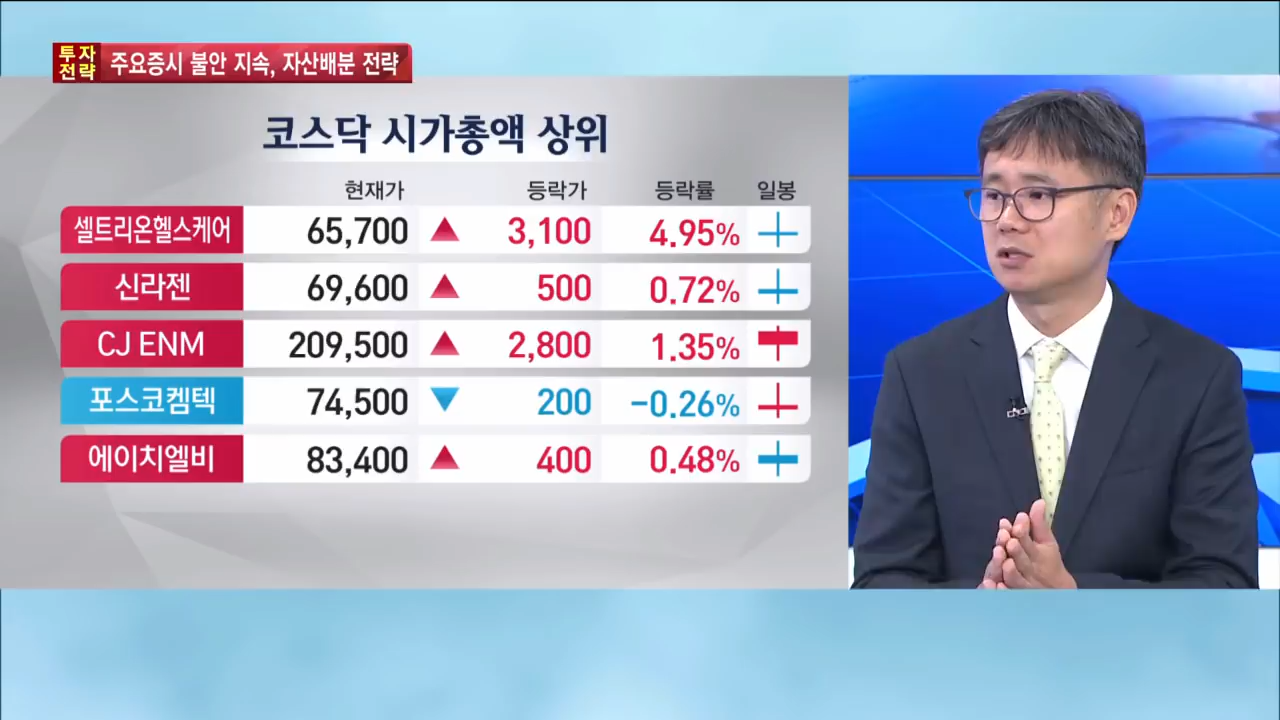 투자
전략
주요증시 불안 지속, 자산배분 전략
코스닥 시가총액 상위
현재가 등락가 등락률 일봉
셀트리온헬스케어 65,700 ▲ 3,100 4.95%
신라젠 69,600 ▲ 500 0.72%
CJ ENM 209,500 ▲ 2,800 1.35%
포스코켐텍 74,500 ▼ 200 -0.26%
에이치엘비 83,400 ▲ 400 0.48%